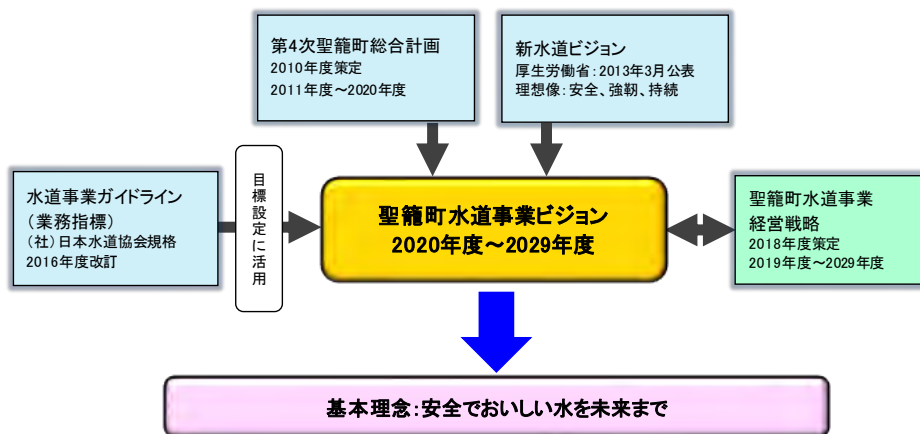 第4次聖籠町総合計画
2010年度策定
2011年度～2020年度
新水道ビジョン
厚生労働省：2013年3月公表
理想像：安全、強靭、持続
水道事業ガイドライン
（業務指標）
（社）日本水道協会規格
2016年度改訂
目標設定に活用
聖籠町水道事業ビジョン
2020年度～2029年度
聖籠町水道事業
経営戦略
2018年度策定
2019年度～2029年度
基本理念：安全でおいしい水を未来まで